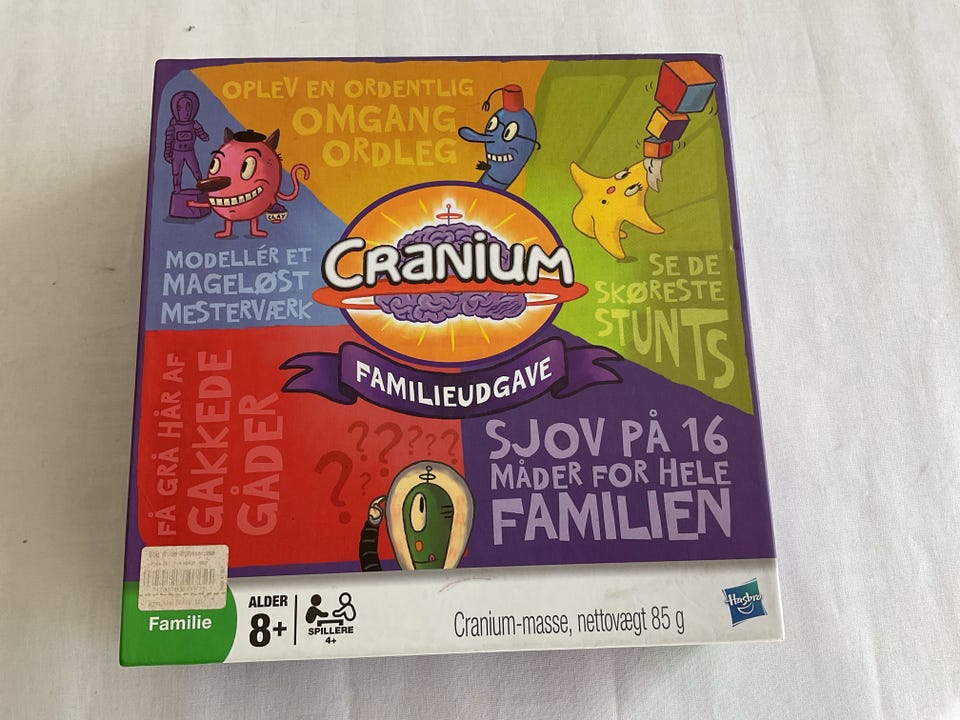 OPLEV EN ORDENTLIG
OMGANG
ORDLEG
CLAY
MODELLÉR ET
MAGELØST
MESTERVÆRK
CRANIUM
FAMILIEUDGAVE
SE DE
SKØRESTE
STUNTS
FÅ GRÅ HÅR AF
GAKKEDE
GÅDER
??????
SJOV PÅ 16
MÅDER FOR HELE
FAMILIEN
Familie
ALDER
8+
SPILLERE
4+
Cranium-masse, nettovægt 85 g
Hasbro